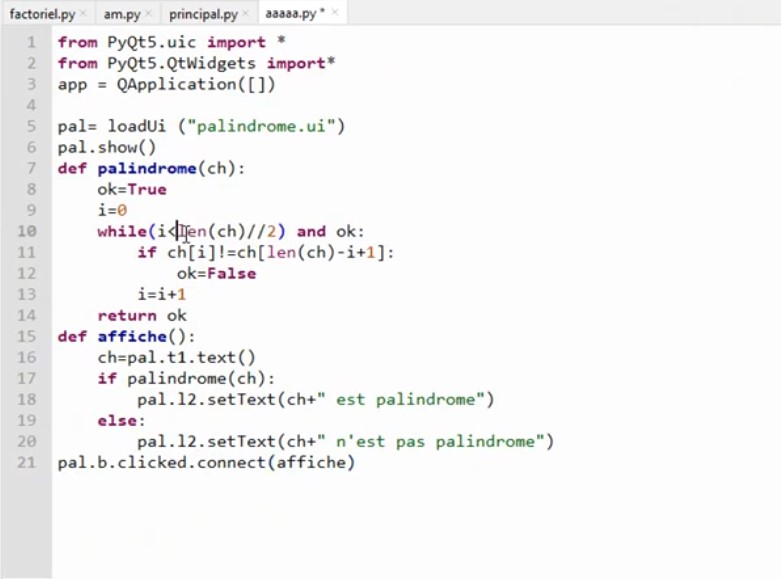 factoriel.py × am.py × principal.py × aaaaa.py * ×
1 from PyQt5.uic import *
2 from PyQt5.QtWidgets import*
3 app = QApplication([])
4
5 pal= loadUi ("palindrome.ui")
6 pal.show()
7 def palindrome(ch):
8     ok=True
9     i=0
10     while(i<len(ch)//2) and ok:
11         if ch[i]!=ch[len(ch)-i+1]:
12             ok=False
13         i=i+1
14     return ok
15 def affiche():
16     ch=pal.t1.text()
17     if palindrome(ch):
18         pal.l2.setText(ch+" est palindrome")
19     else:
20         pal.l2.setText(ch+" n'est pas palindrome")
21 pal.b.clicked.connect(affiche)